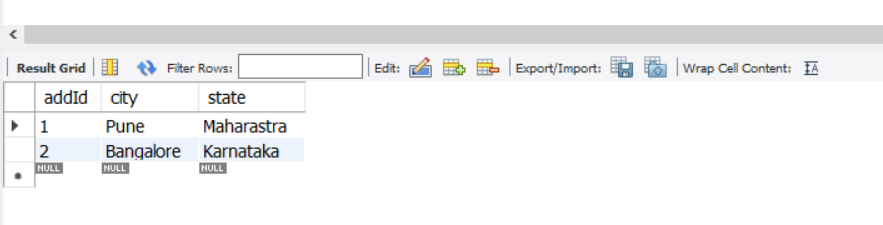 Result Grid Filter Rows: Edit: Export/Import: Wrap Cell Content: IA
addId city state
1 Pune Maharastra
2 Bangalore Karnataka
NULL NULL NULL